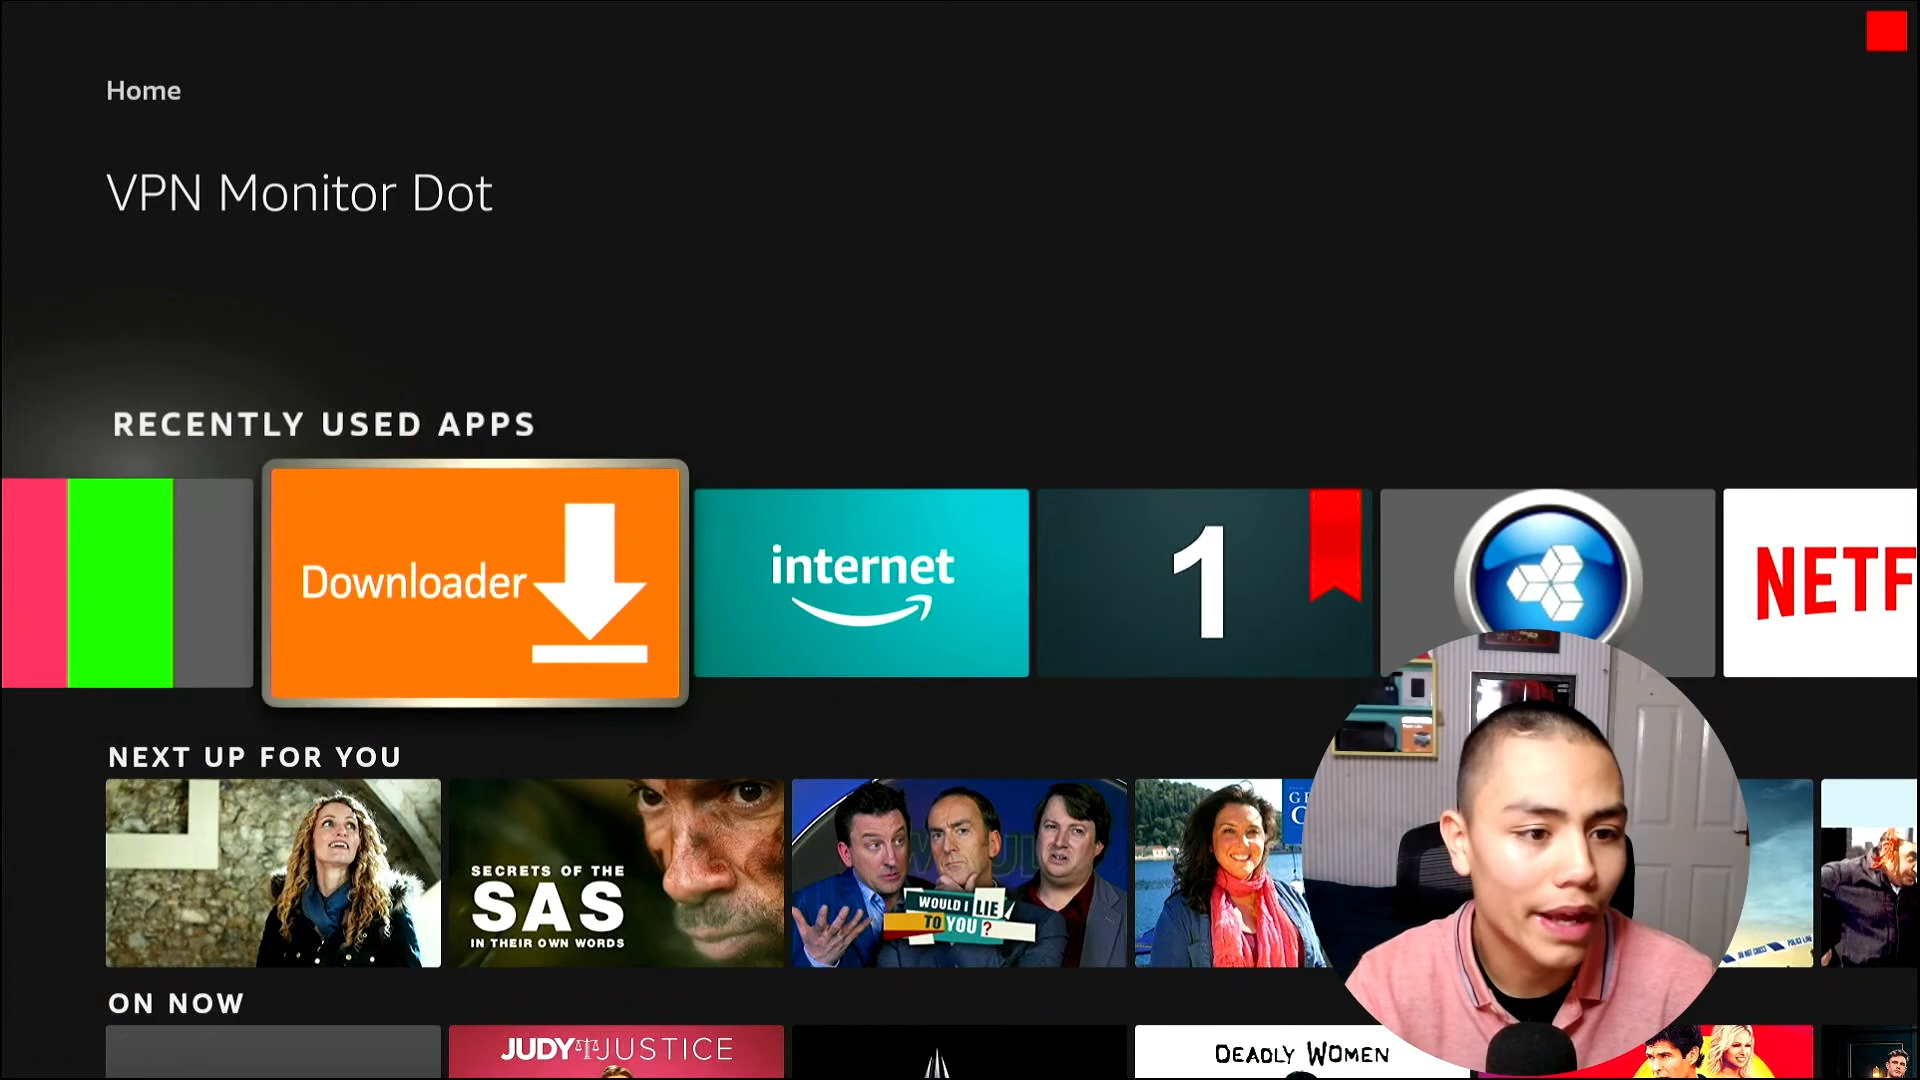 Home
VPN Monitor Dot
RECENTLY USED APPS
Downloader
internet
1
NETF
NEXT UP FOR YOU
SECRETS OF THE
SAS
IN THEIR OWN WORDS
WOULD I LIE
TO YOU?
ON NOW
JUDY JUSTICE
DEADLY WOMEN